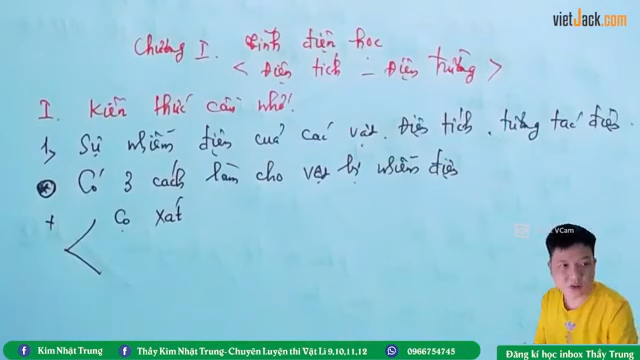 vietJack.com
Chương I. Tĩnh điện học
< Điện tích - Điện trường >
I. Kiến thức cần nhớ.
1, Sự nhiễm điện của các vật. Điện tích. tương tác điện.
* Có 3 cách làm cho vật bị nhiễm điện
+ Cọ xát
VCam
Kim Nhật Trung
Thầy Kim Nhật Trung- Chuyên Luyện thi Vật Lí 9,10,11,12
0966754745
Đăng kí học inbox Thầy Trung